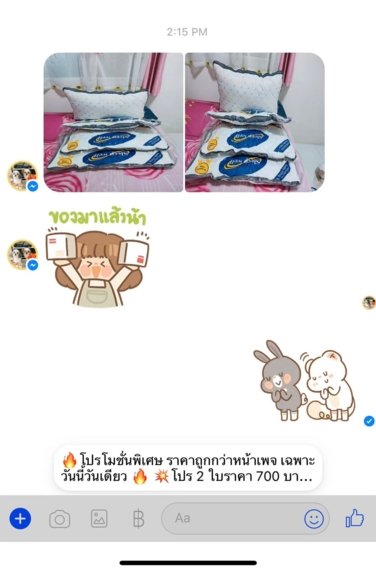 2:15 PM
ของมาแล้วน้า
🔥โปรโมชั่นพิเศษ ราคาถูกกว่าหน้าเพจ เฉพาะ
วันนี้วันเดียว 🔥 💥โปร 2 ใบราคา 700 บา...
Aa